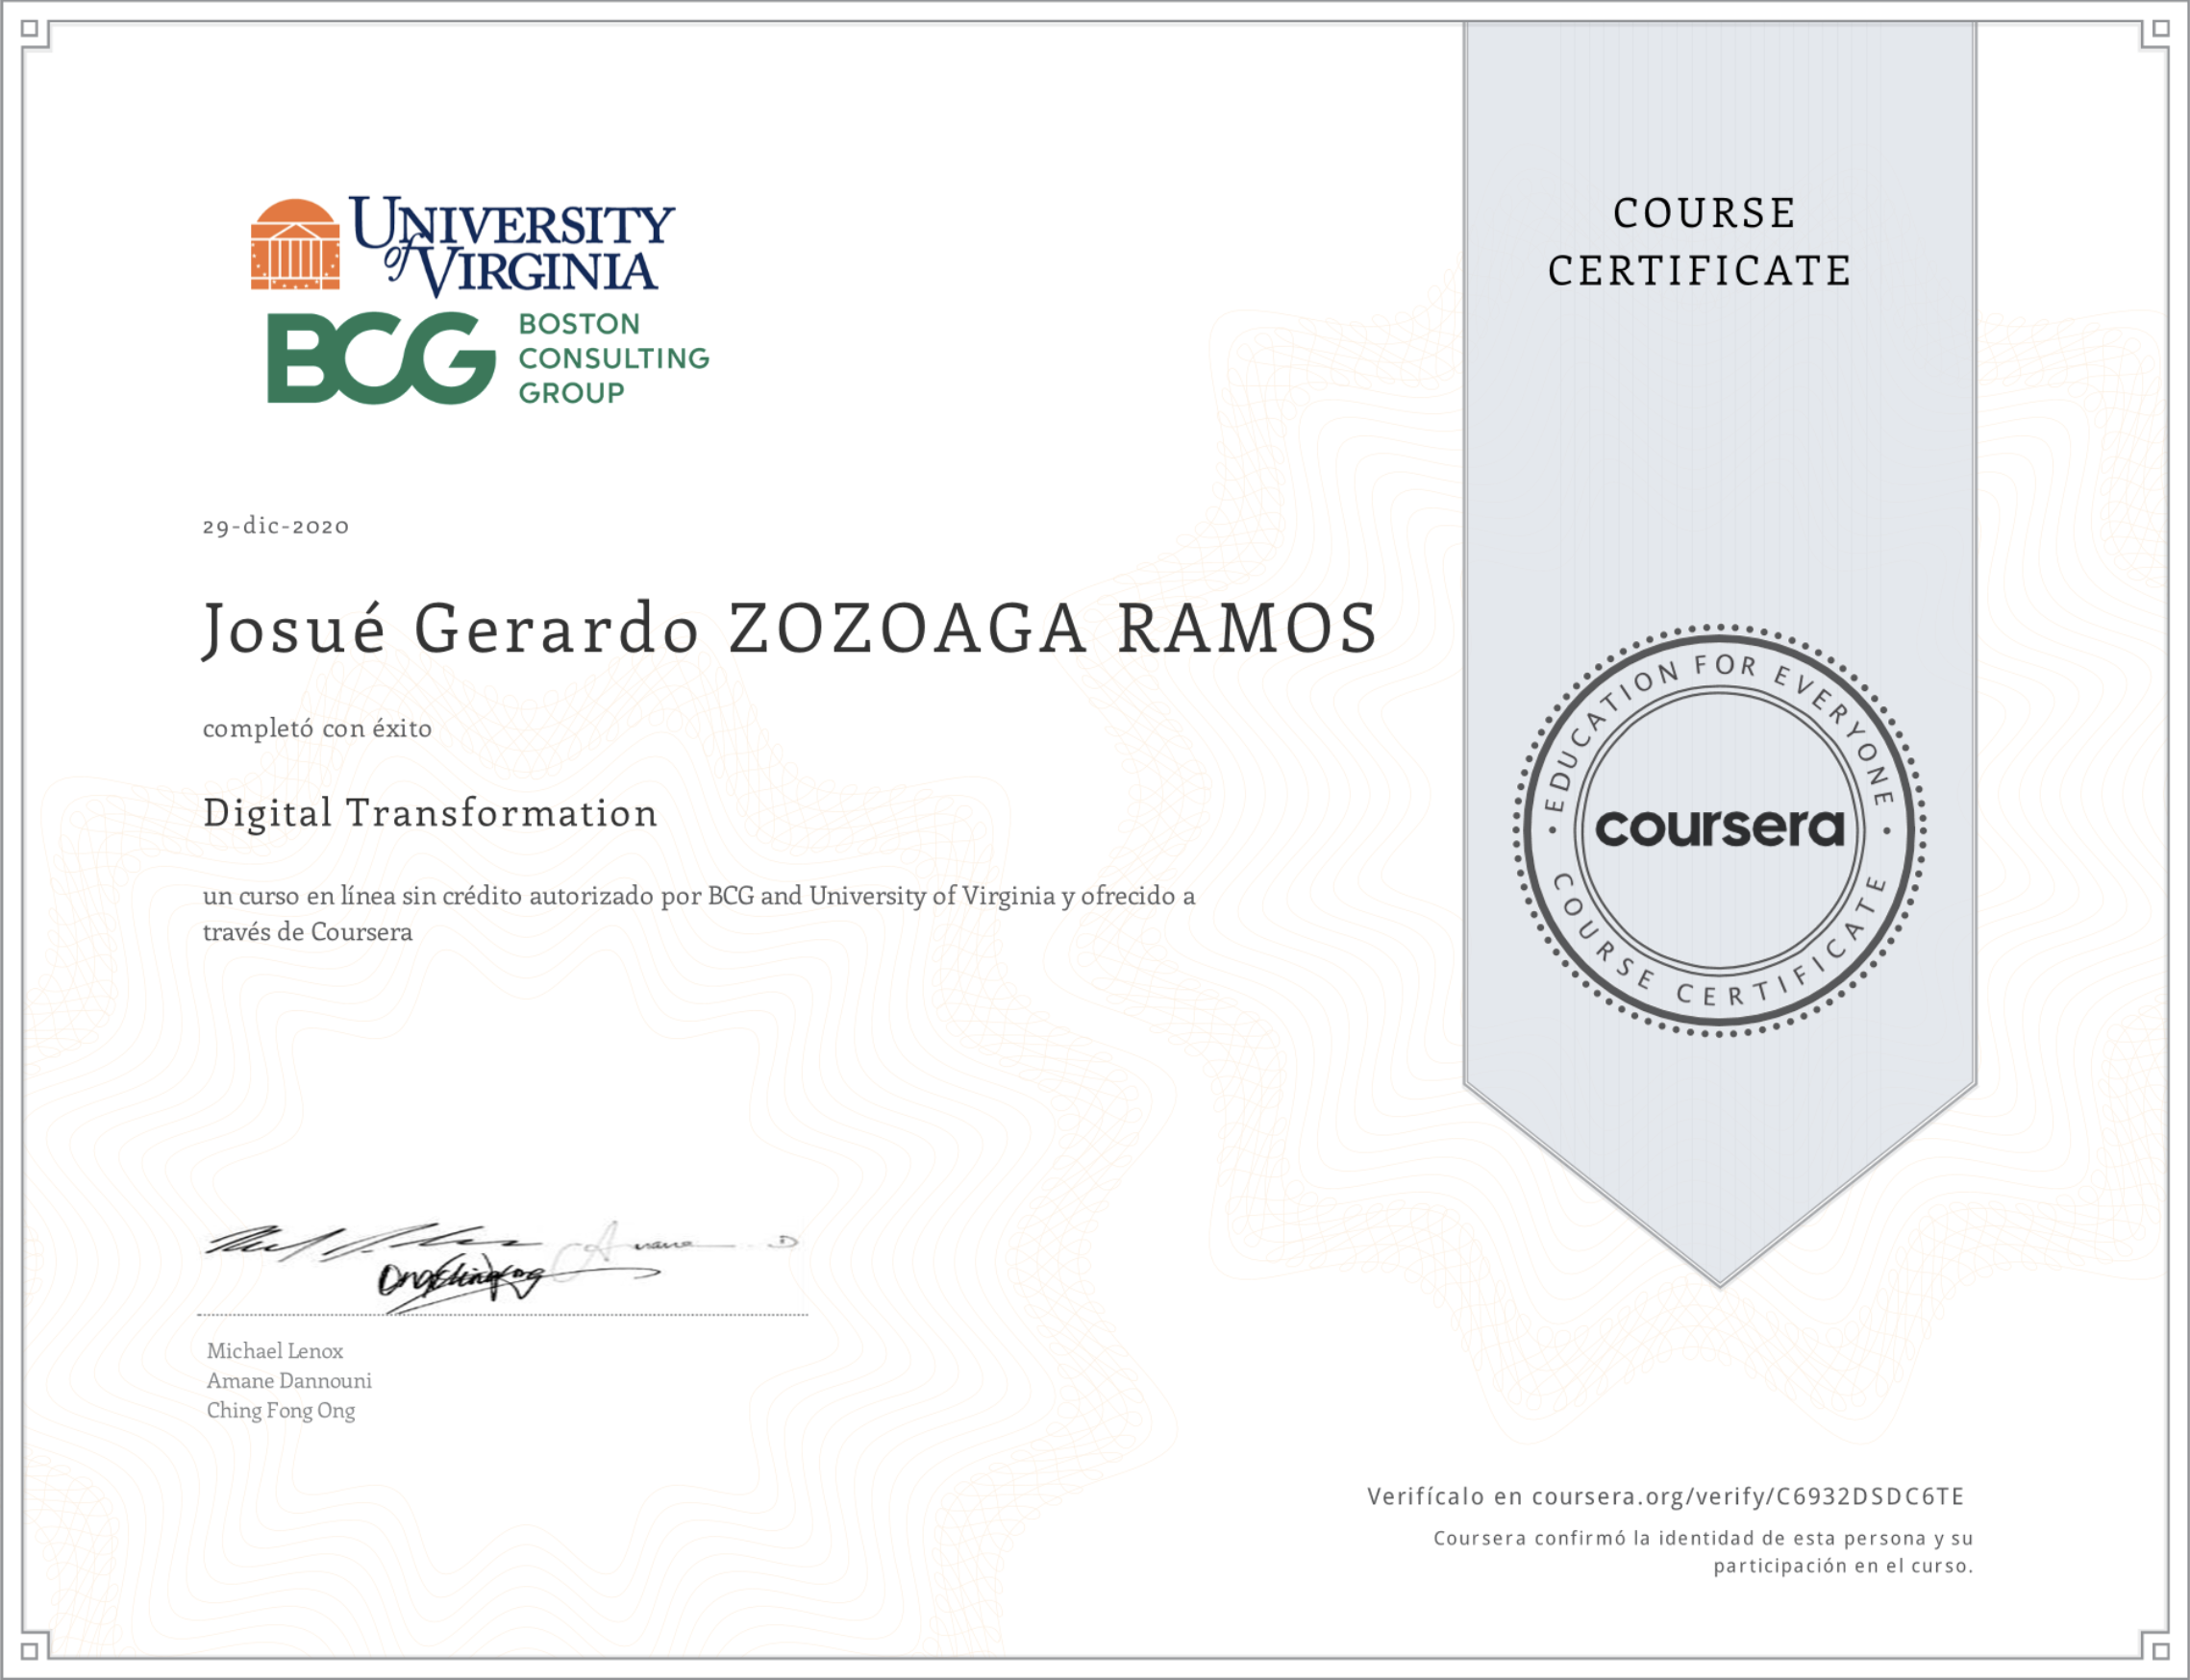 UNIVERSITY
of VIRGINIA
BCG
BOSTON
CONSULTING
GROUP
COURSE
CERTIFICATE
29-dic-2020
Josué Gerardo ZOZOAGA RAMOS
completó con éxito
Digital Transformation
un curso en línea sin crédito autorizado por BCG and University of Virginia y ofrecido a
través de Coursera
EDUCATION FOR EVERYONE
coursera
COURSE CERTIFICATE
Michael Lenox
Amane Dannouni
Ching Fong Ong
Verifícalo en coursera.org/verify/C6932DSDC6TE
Coursera confirmó la identidad de esta persona y su
participación en el curso.